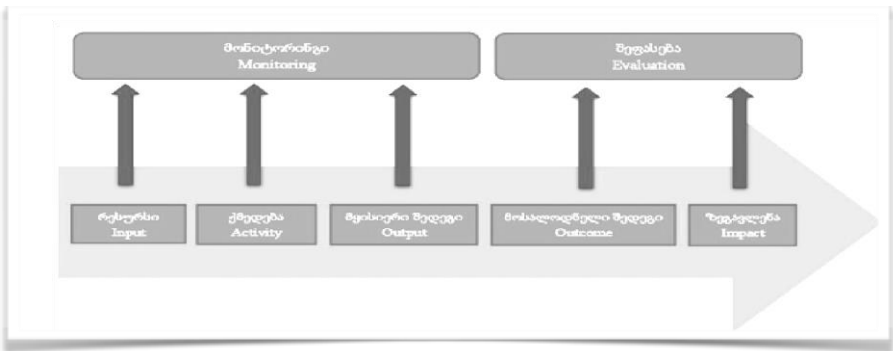 მონიტორინგი
Monitoring
შეფასება
Evaluation
რესურსი
Input
ქმედება
Activity
მყისიერი შედეგი
Output
მოსალოდნელი შედეგი
Outcome
ზეგავლენა
Impact